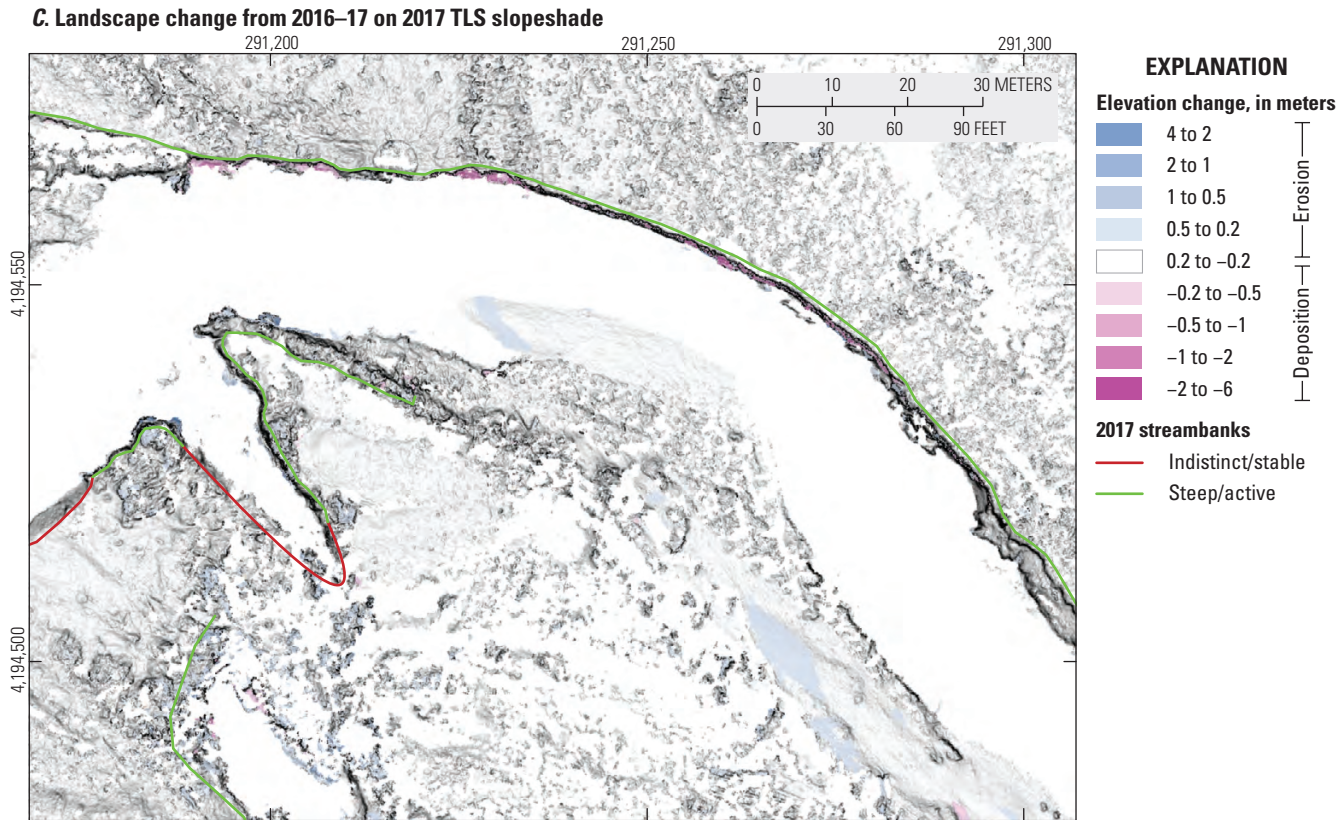 C. Landscape change from 2016–17 on 2017 TLS slopeshade
291,200
291,250
291,300
0 10 20 30 METERS
0 30 60 90 FEET
4,194,550
4,194,500
EXPLANATION
Elevation change, in meters
4 to 2
2 to 1
1 to 0.5
0.5 to 0.2
0.2 to −0.2
−0.2 to −0.5
−0.5 to −1
−1 to −2
−2 to −6
Erosion
Deposition
2017 streambanks
Indistinct/stable
Steep/active